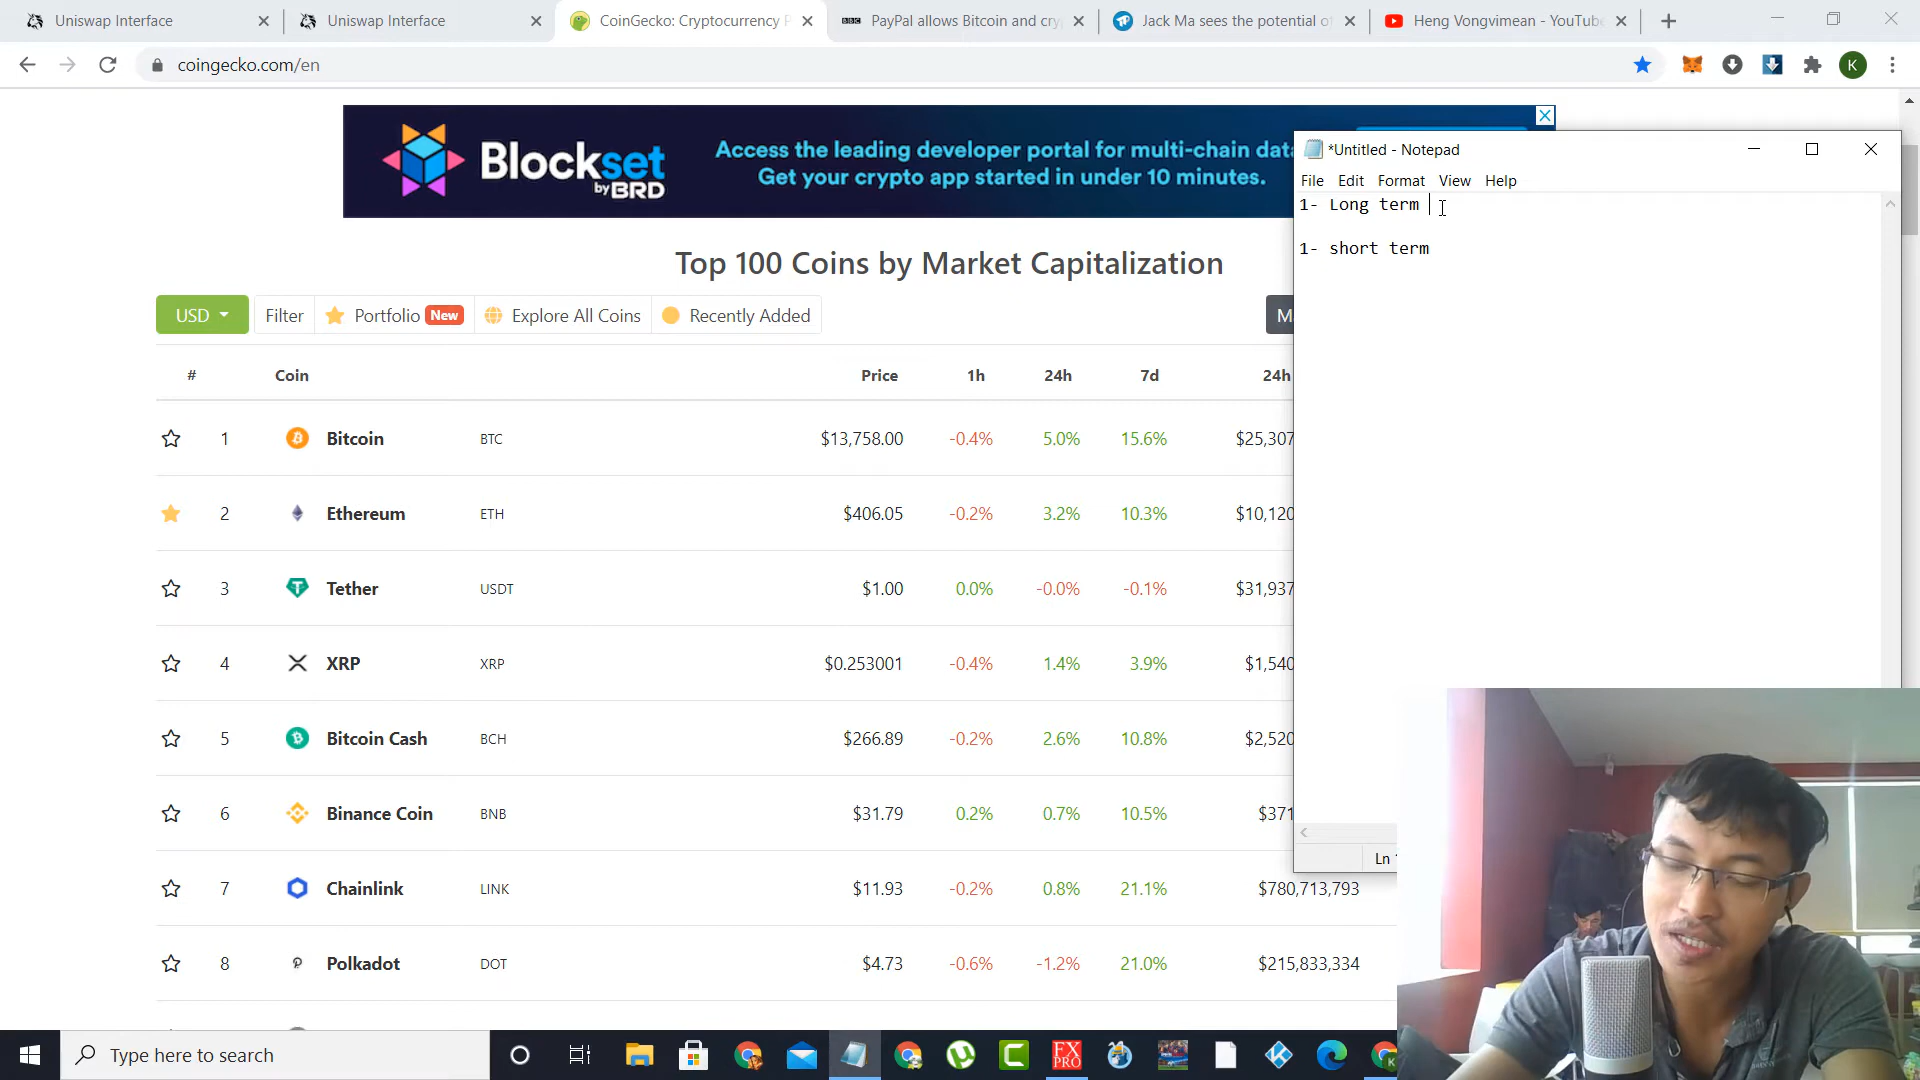 Uniswap Interface
Uniswap Interface
CoinGecko: Cryptocurrency
PayPal allows Bitcoin and cry
Jack Ma sees the potential of
Heng Vongvimean - YouTube
coingecko.com/en
K
Blockset
by BRD
Access the leading developer portal for multi-chain data
Get your crypto app started in under 10 minutes.
*Untitled - Notepad
File Edit Format View Help
1- Long term
1- short term
Ln
Top 100 Coins by Market Capitalization
USD Filter Portfolio New Explore All Coins Recently Added
# Coin Price 1h 24h 7d 24h
1 Bitcoin BTC $13,758.00 -0.4% 5.0% 15.6% $25,307
2 Ethereum ETH $406.05 -0.2% 3.2% 10.3% $10,120
3 Tether USDT $1.00 0.0% -0.0% -0.1% $31,937
4 XRP XRP $0.253001 -0.4% 1.4% 3.9% $1,540
5 Bitcoin Cash BCH $266.89 -0.2% 2.6% 10.8% $2,520
6 Binance Coin BNB $31.79 0.2% 0.7% 10.5% $371
7 Chainlink LINK $11.93 -0.2% 0.8% 21.1% $780,713,793
8 Polkadot DOT $4.73 -0.6% -1.2% 21.0% $215,833,334
Type here to search
FX PRO